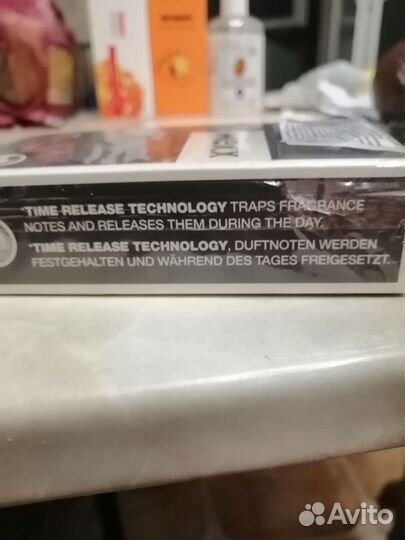 *TIME RELEASE TECHNOLOGY TRAPS FRAGRANCE
NOTES AND RELEASES THEM DURING THE DAY.
*TIME RELEASE TECHNOLOGY, DUFTNOTEN WERDEN
FESTGEHALTEN UND WÄHREND DES TAGES FREIGESETZT.
Avito